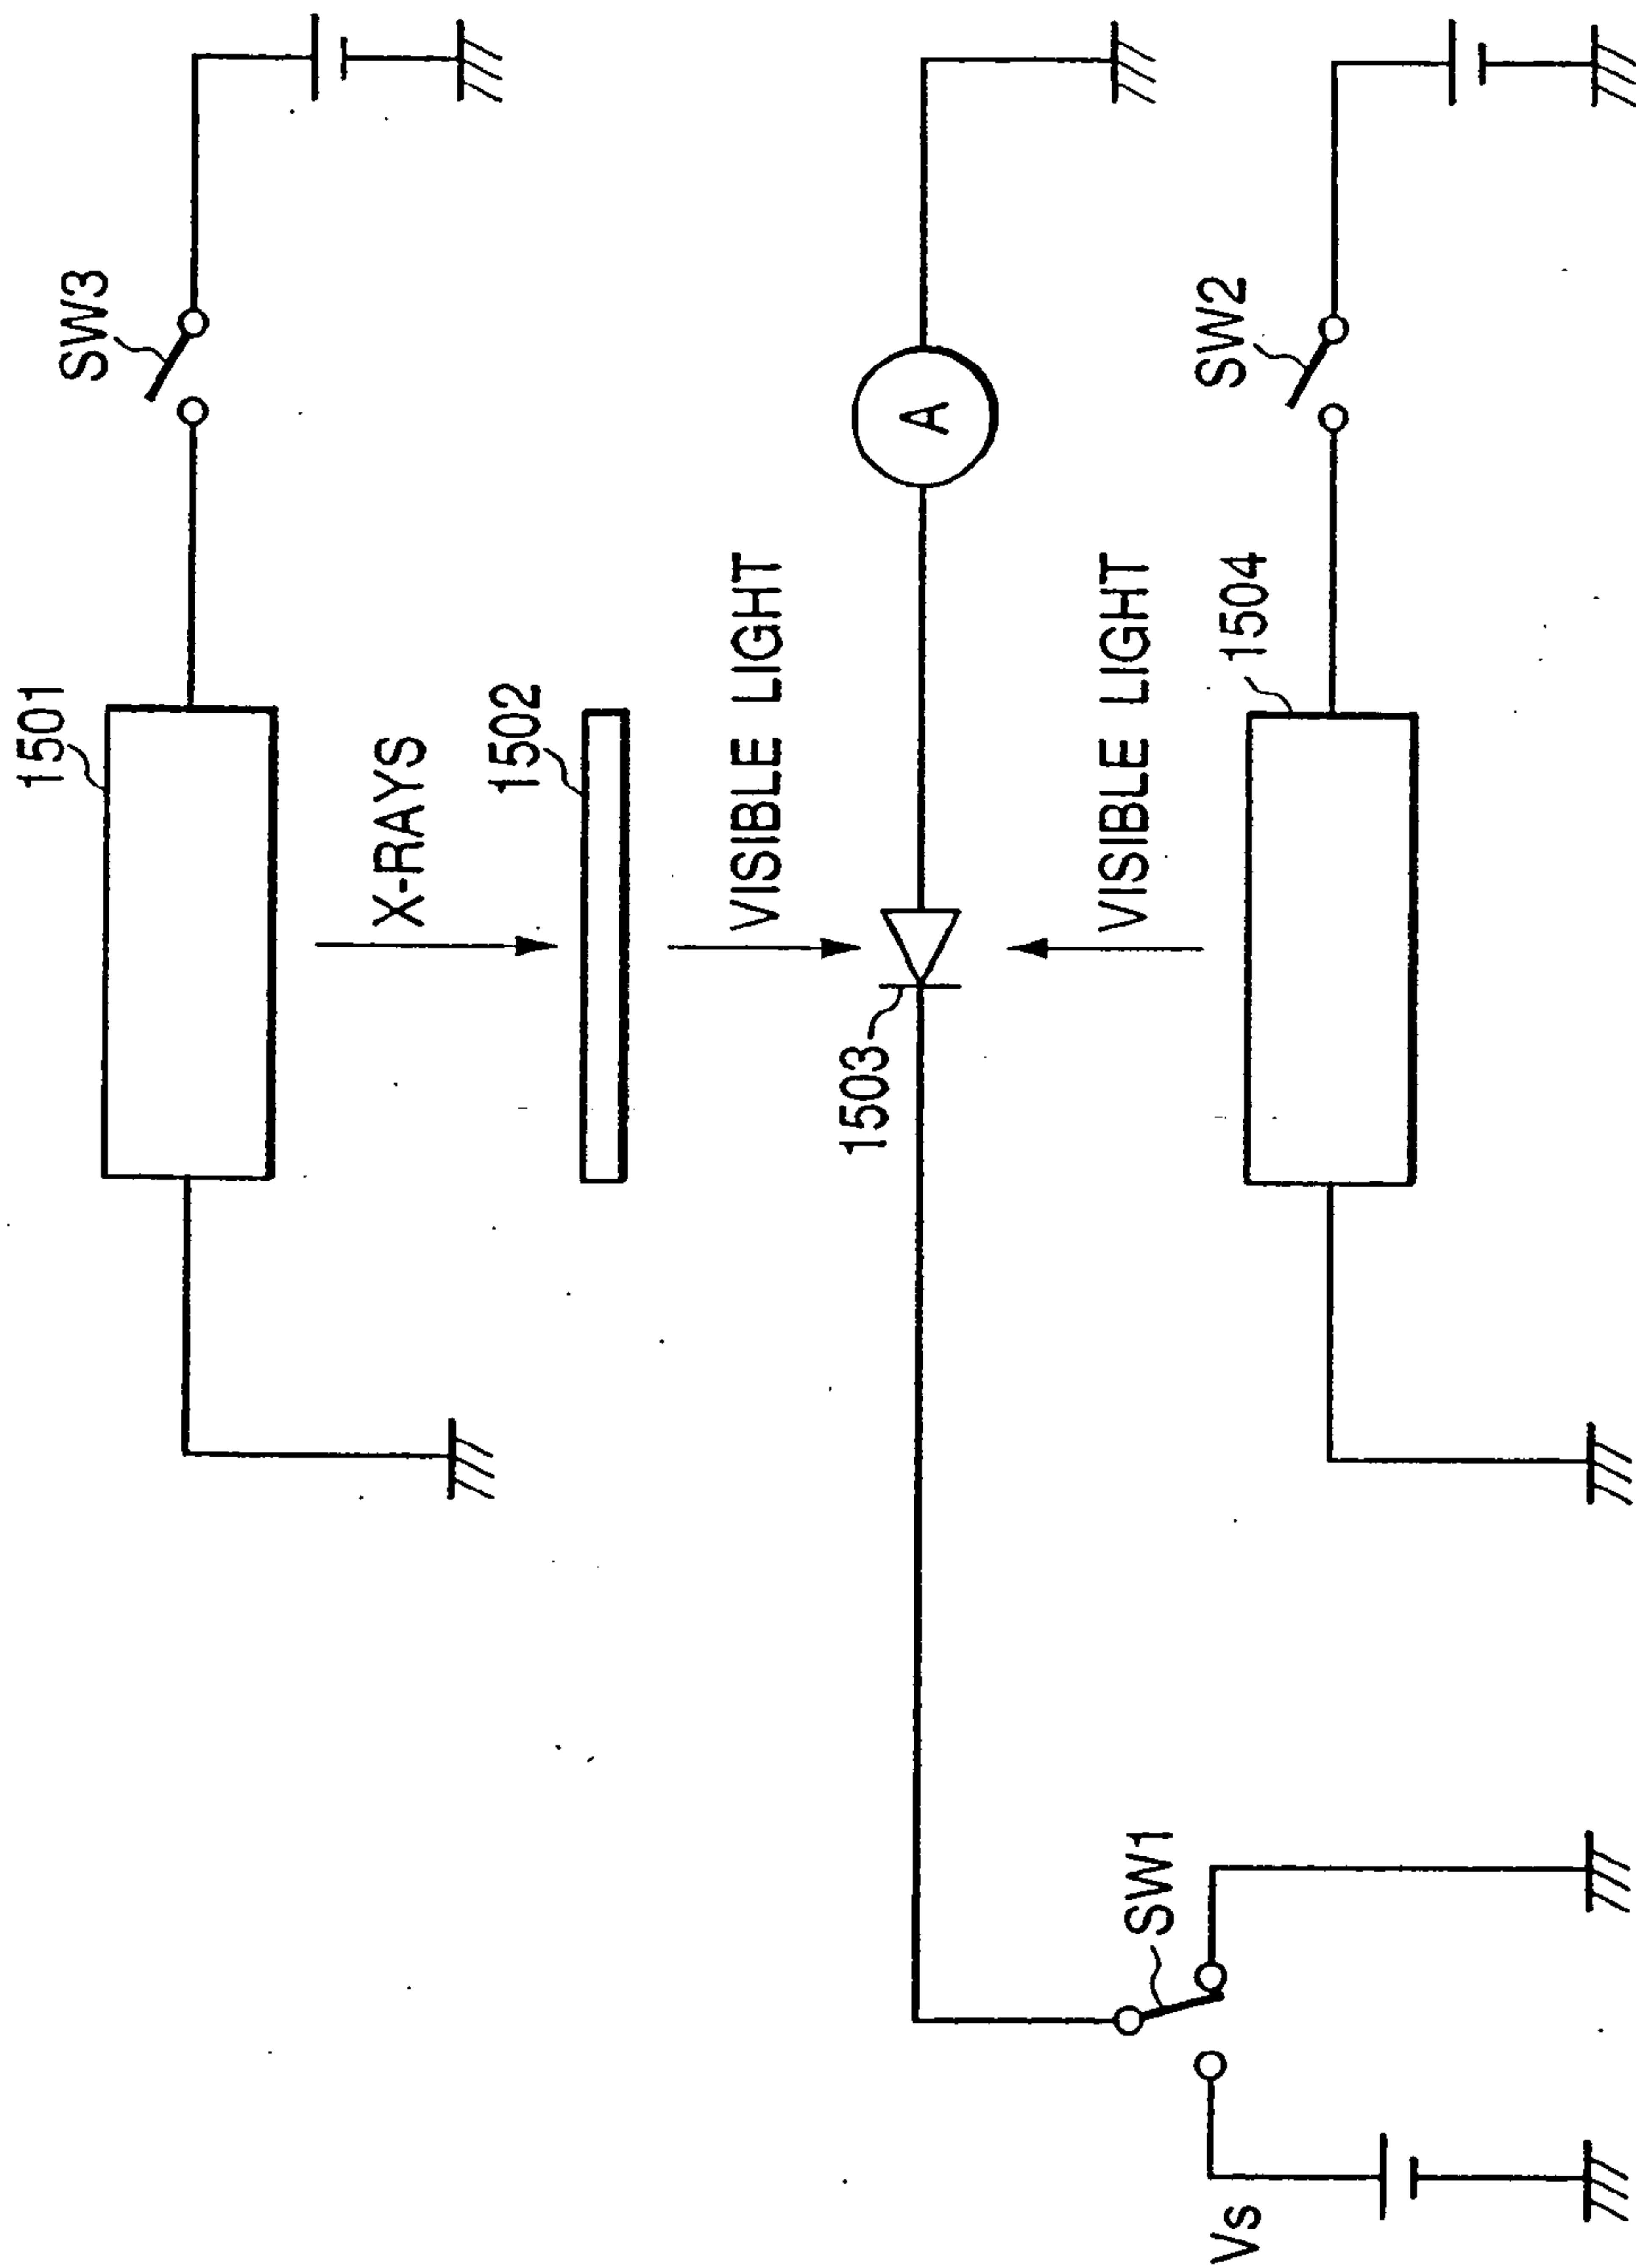 1501
SW3
X-RAYS
1502
VISIBLE LIGHT
1503
A
VISIBLE LIGHT
SW1
1504
SW2
Vs